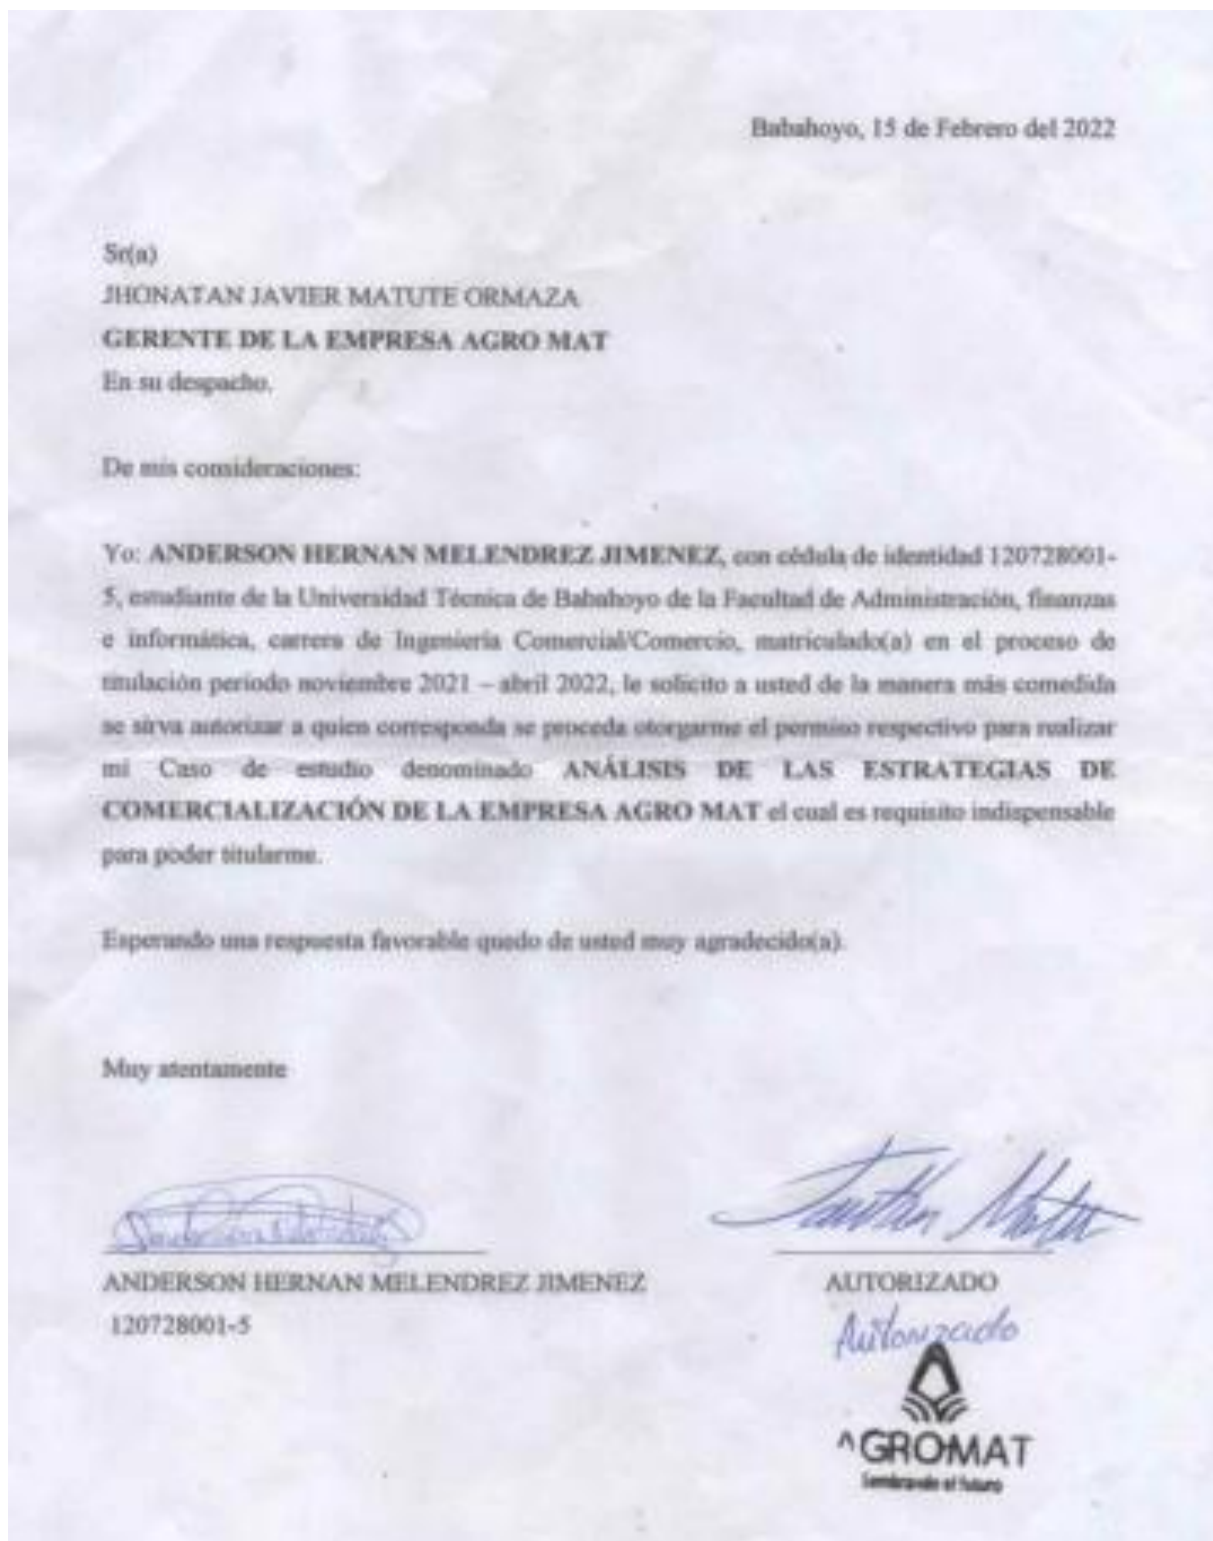 Babahoyo, 15 de Febrero del 2022
Sr(a)
JHONATAN JAVIER MATUTE ORMAZA
GERENTE DE LA EMPRESA AGRO MAT
En su despacho.
De mis consideraciones:
Yo: ANDERSON HERNAN MELENDREZ JIMENEZ, con cédula de identidad 120728001-
5, estudiante de la Universidad Técnica de Babahoyo de la Facultad de Administración, finanzas
e informática, carrera de Ingeniería Comercial/Comercio, matriculado(a) en el proceso de
titulación periodo noviembre 2021 – abril 2022, le solicito a usted de la manera más comedida
se sirva autorizar a quien corresponda se proceda otorgarme el permiso respectivo para realizar
mi Caso de estudio denominado ANÁLISIS DE LAS ESTRATEGIAS DE
COMERCIALIZACIÓN DE LA EMPRESA AGRO MAT el cual es requisito indispensable
para poder titularme.
Esperando una respuesta favorable quedo de usted muy agradecido(a).
Muy atentamente
ANDERSON HERNAN MELENDREZ JIMENEZ
120728001-5
AUTORIZADO
Autorizado
AGROMAT
Sembrando el futuro